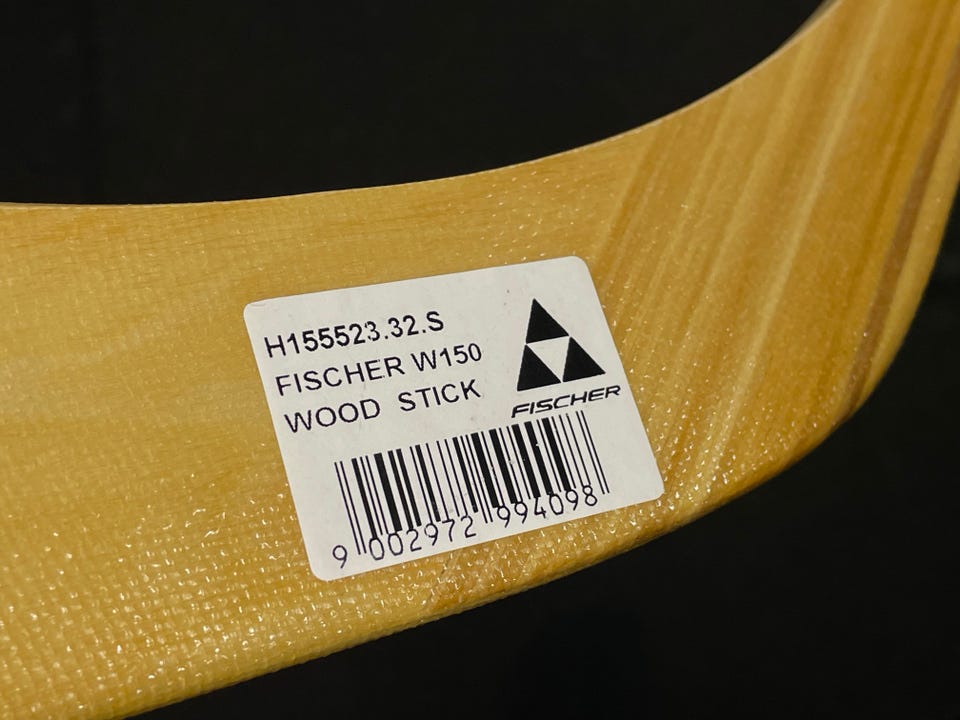 H155523.32.S
FISCHER W150
WOOD STICK
FISCHER
9 002972 994098